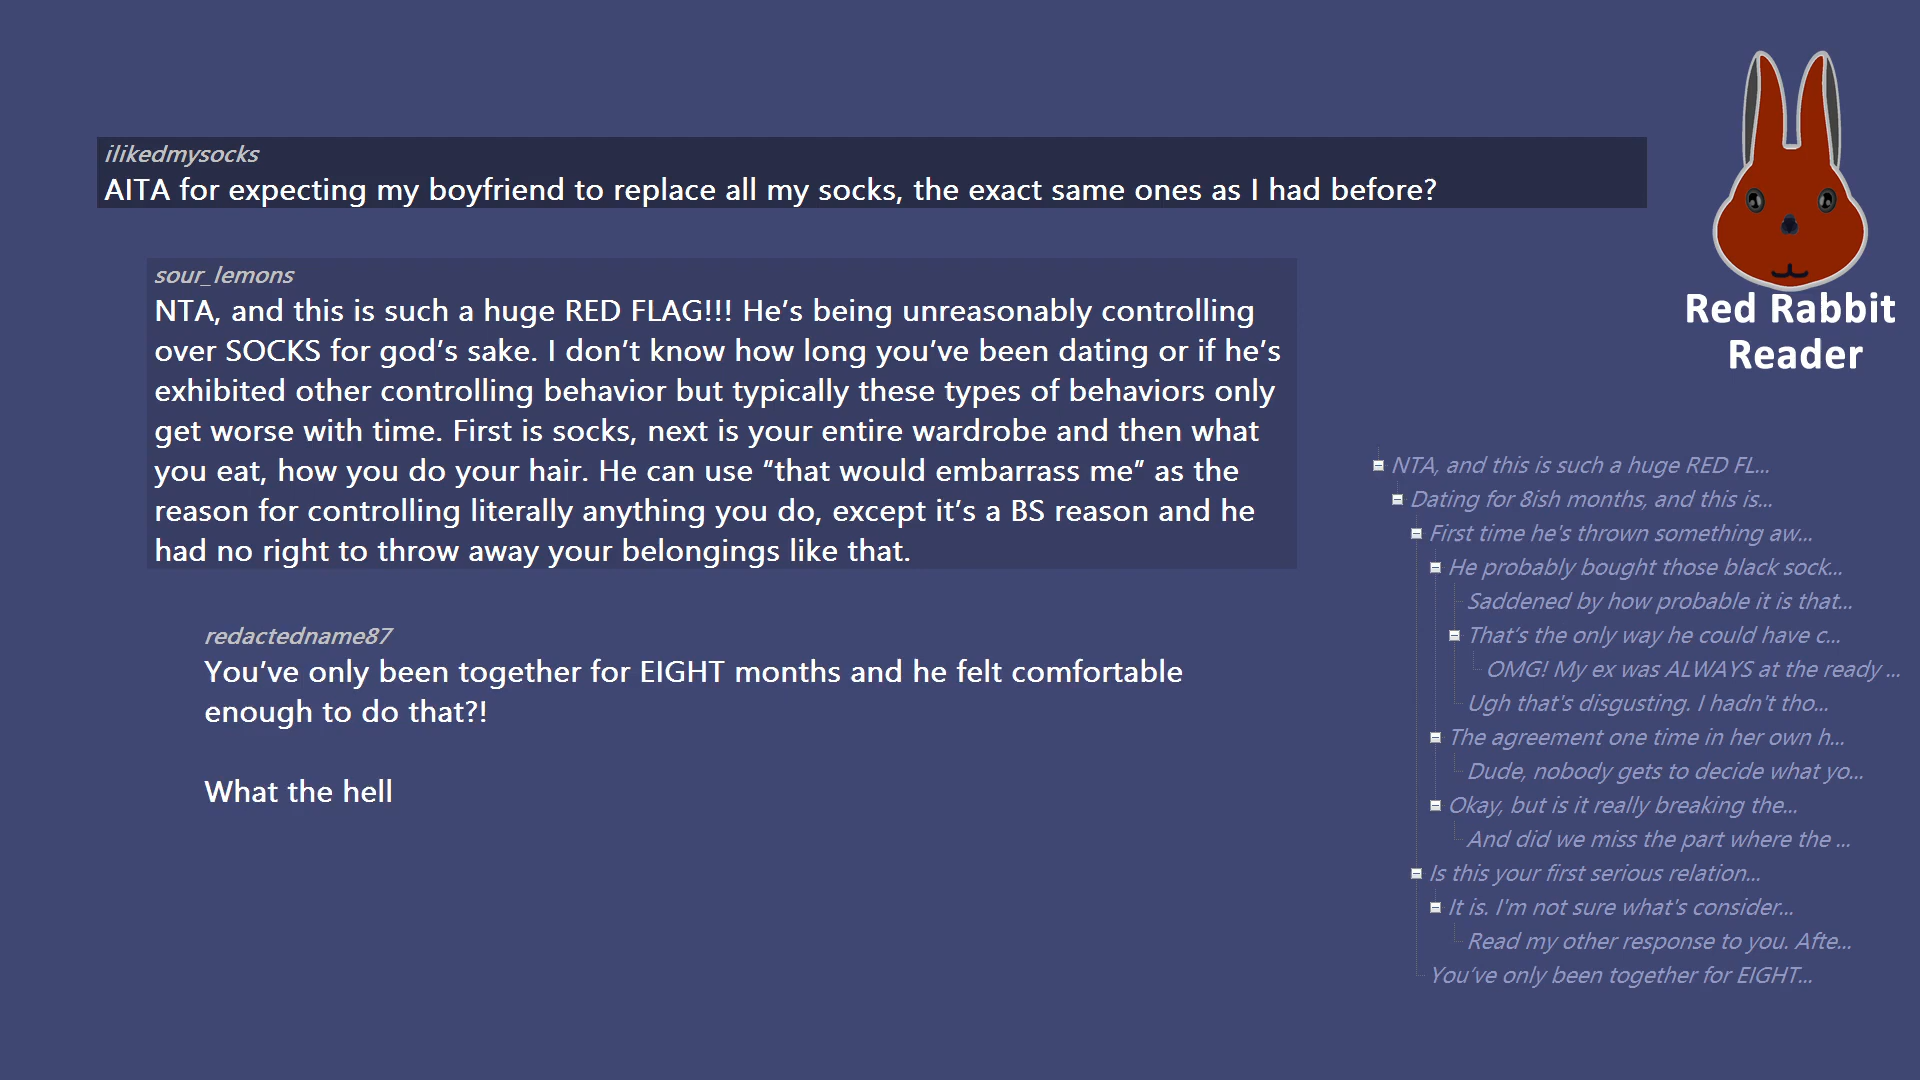 ilikedmysocks
AITA for expecting my boyfriend to replace all my socks, the exact same ones as I had before?
sour_lemons
NTA, and this is such a huge RED FLAG!!! He’s being unreasonably controlling
over SOCKS for god’s sake. I don’t know how long you’ve been dating or if he’s
exhibited other controlling behavior but typically these types of behaviors only
get worse with time. First is socks, next is your entire wardrobe and then what
you eat, how you do your hair. He can use “that would embarrass me” as the
reason for controlling literally anything you do, except it’s a BS reason and he
had no right to throw away your belongings like that.
redactedname87
You’ve only been together for EIGHT months and he felt comfortable
enough to do that?!
What the hell
Red Rabbit
Reader
NTA, and this is such a huge RED FL...
Dating for 8ish months, and this is...
First time he's thrown something aw...
He probably bought those black sock...
Saddened by how probable it is that...
That’s the only way he could have c...
OMG! My ex was ALWAYS at the ready ...
Ugh that's disgusting. I hadn't tho...
The agreement one time in her own h...
Dude, nobody gets to decide what yo...
Okay, but is it really breaking the...
And did we miss the part where the ...
Is this your first serious relation...
It is. I'm not sure what's consider...
Read my other response to you. Afte...
You’ve only been together for EIGHT...